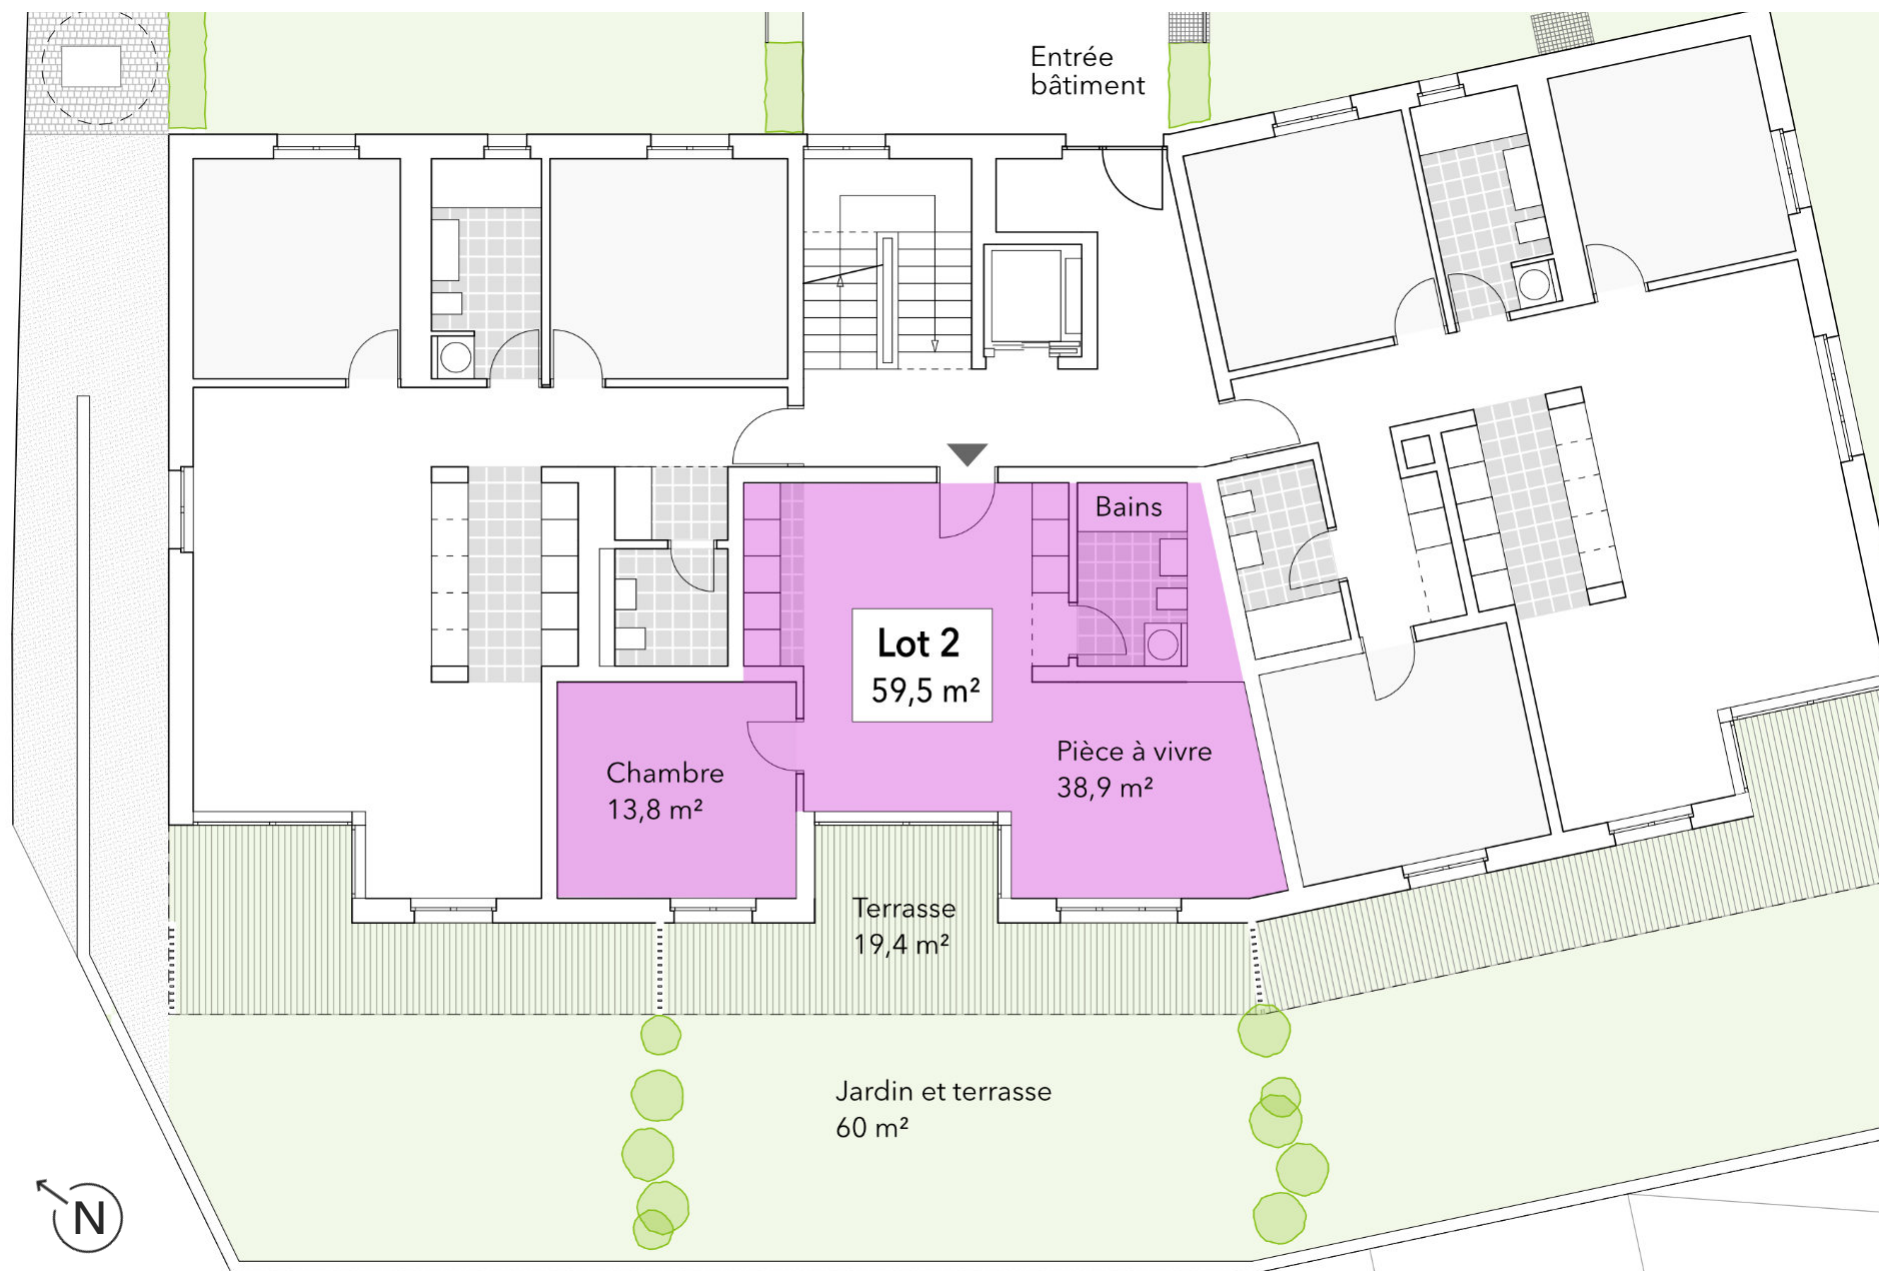 Entrée
bâtiment
Bains
Lot 2
59,5 m²
Pièce à vivre
38,9 m²
Chambre
13,8 m²
Terrasse
19,4 m²
Jardin et terrasse
60 m²
N